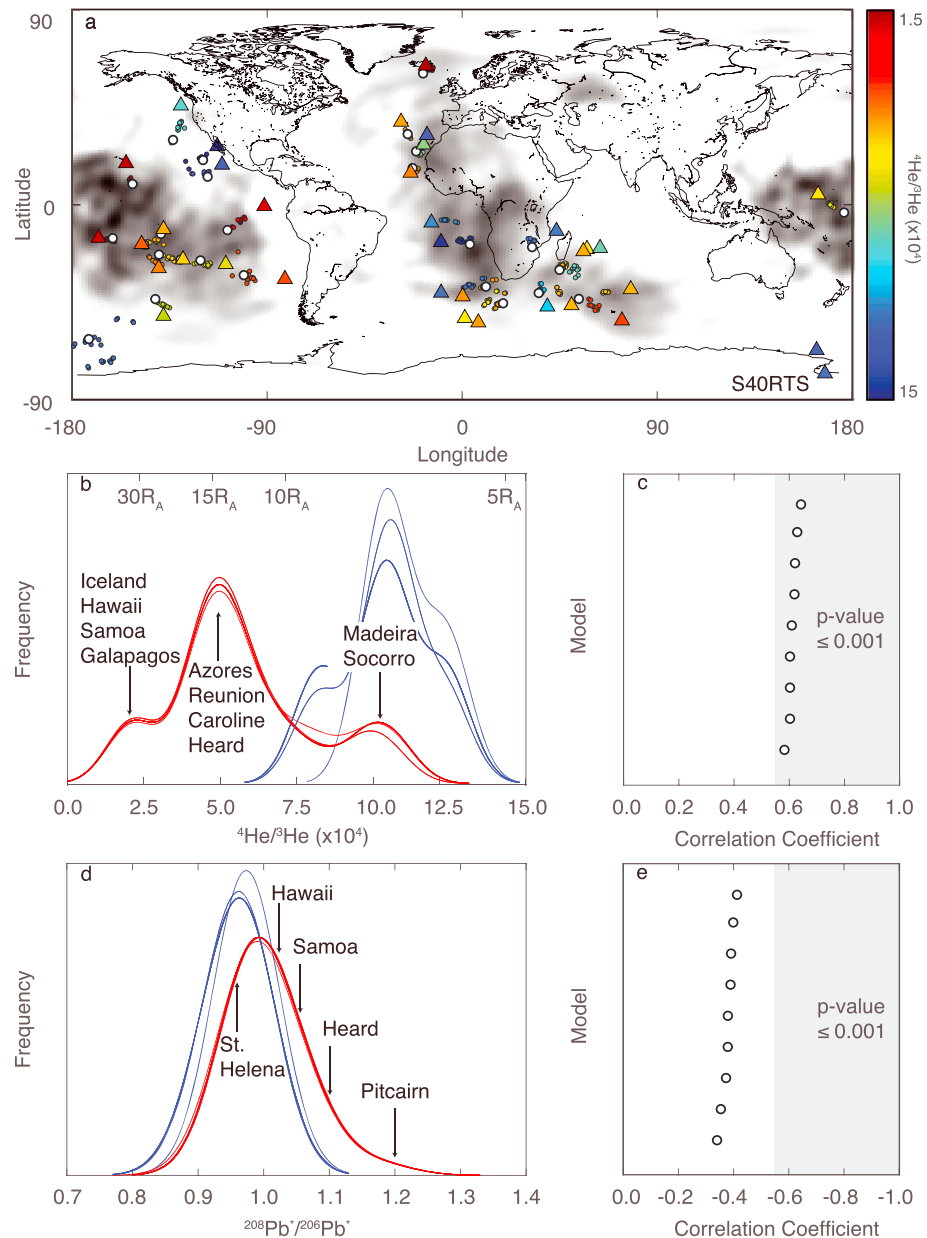 a
90
0
-90
Latitude
-180
-90
0
90
180
Longitude
S40RTS
1.5
15
⁴He/³He (x10⁴)
b
30R_A
15R_A
10R_A
5R_A
Iceland
Hawaii
Samoa
Galapagos
Azores
Reunion
Caroline
Heard
Madeira
Socorro
Frequency
0.0
2.5
5.0
7.5
10.0
12.5
15.0
⁴He/³He (x10⁴)
c
p-value
≤ 0.001
Model
0.0
0.2
0.4
0.6
0.8
1.0
Correlation Coefficient
d
Hawaii
Samoa
Heard
Pitcairn
St.
Helena
Frequency
0.7
0.8
0.9
1.0
1.1
1.2
1.3
1.4
²⁰⁸Pb*/²⁰⁶Pb*
e
p-value
≤ 0.001
Model
0.0
-0.2
-0.4
-0.6
-0.8
-1.0
Correlation Coefficient